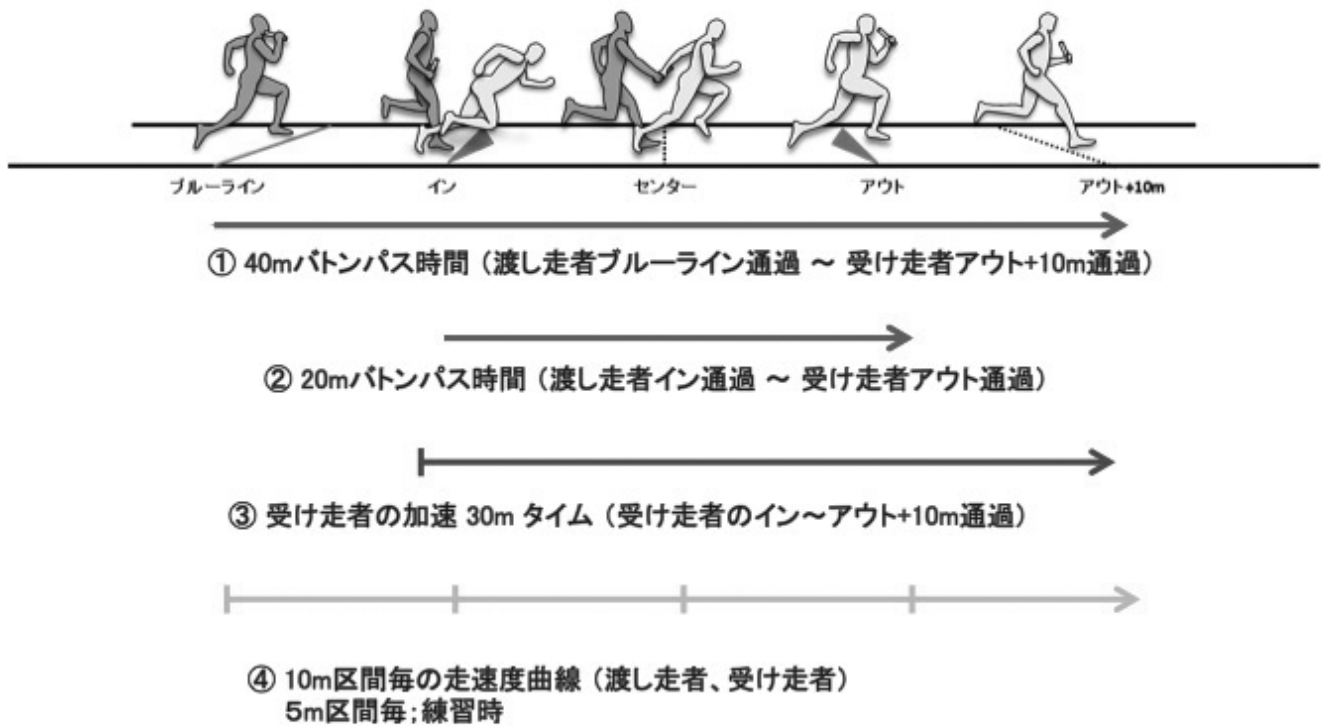 ブルーライン イン センター アウト アウト+10m
① 40mバトンパス時間（渡し走者ブルーライン通過 ～ 受け走者アウト+10m通過）
② 20mバトンパス時間（渡し走者イン通過 ～ 受け走者アウト通過）
③ 受け走者の加速 30m タイム（受け走者のイン～アウト+10m通過）
④ 10m区間毎の走速度曲線（渡し走者、受け走者）
5m区間毎；練習時